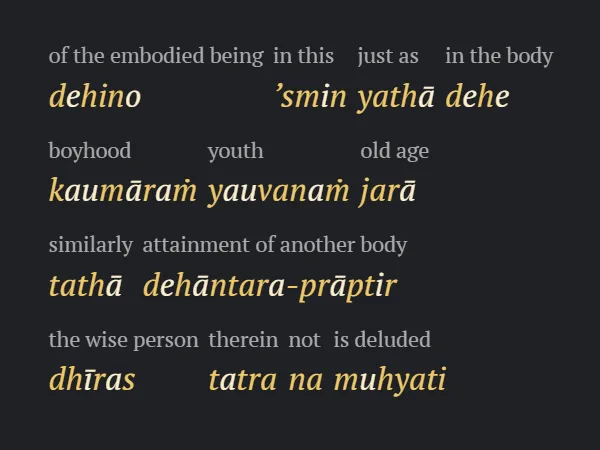 of the embodied being in this just as in the body
dehino ’smin yathā dehe
boyhood youth old age
kaumāraṁ yauvanaṁ jarā
similarly attainment of another body
tathā dehāntara-prāptir
the wise person therein not is deluded
dhīras tatra na muhyati